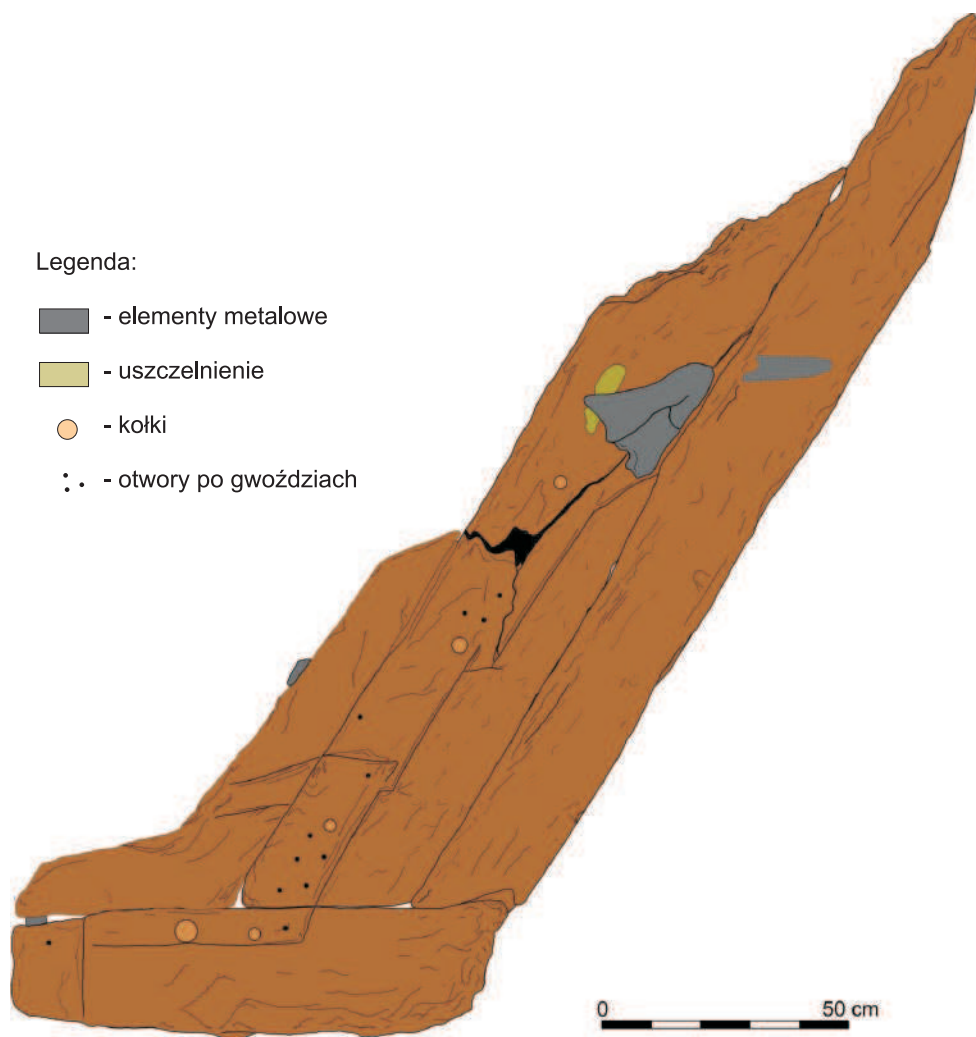 Legenda:
- elementy metalowe
- uszczelnienie
- kołki
- otwory po gwoździach
0 50 cm